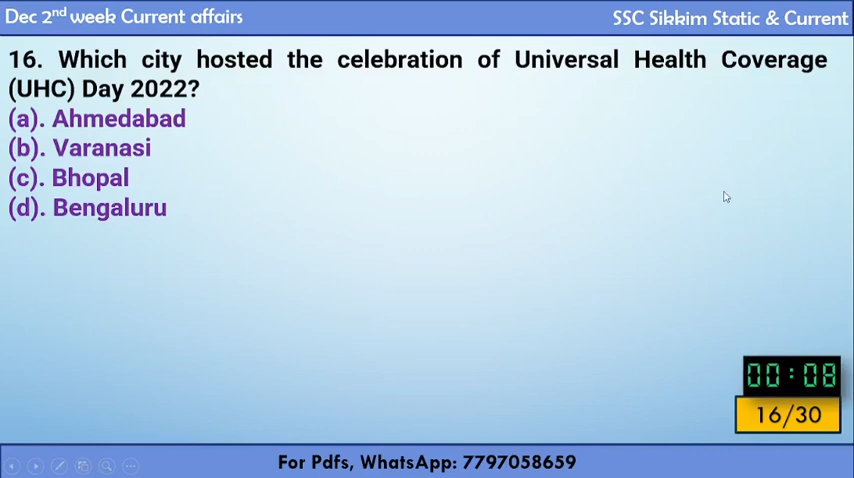 Dec 2nd week Current affairs
SSC Sikkim Static & Current
16. Which city hosted the celebration of Universal Health Coverage
(UHC) Day 2022?
(a). Ahmedabad
(b). Varanasi
(c). Bhopal
(d). Bengaluru
00:08
16/30
For Pdfs, WhatsApp: 7797058659